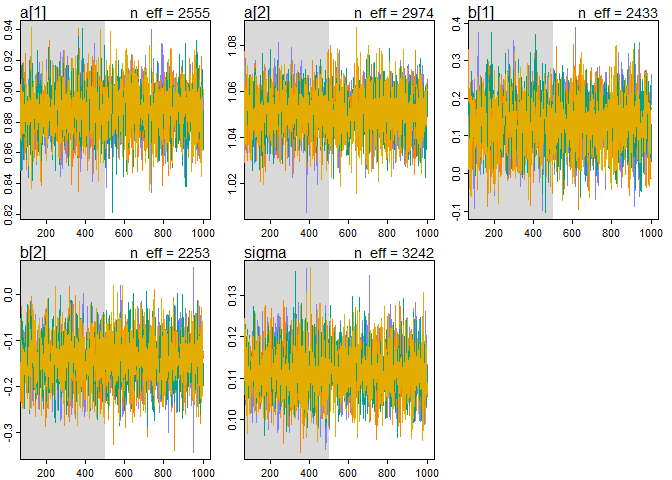 a[1] n_eff = 2555
0.82 0.84 0.86 0.88 0.90 0.92 0.94
200 400 600 800 1000
a[2] n_eff = 2974
1.02 1.04 1.06 1.08
200 400 600 800 1000
b[1] n_eff = 2433
-0.1 0.0 0.1 0.2 0.3 0.4
200 400 600 800 1000
b[2] n_eff = 2253
-0.3 -0.2 -0.1 0.0
200 400 600 800 1000
sigma n_eff = 3242
0.10 0.11 0.12 0.13
200 400 600 800 1000